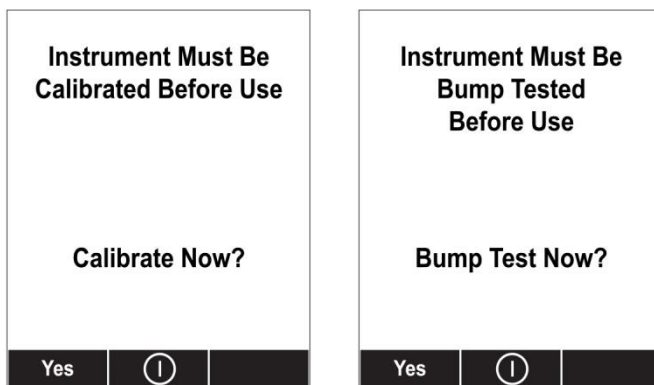 Instrument Must Be
Calibrated Before Use
Calibrate Now?
Yes
Instrument Must Be
Bump Tested
Before Use
Bump Test Now?
Yes